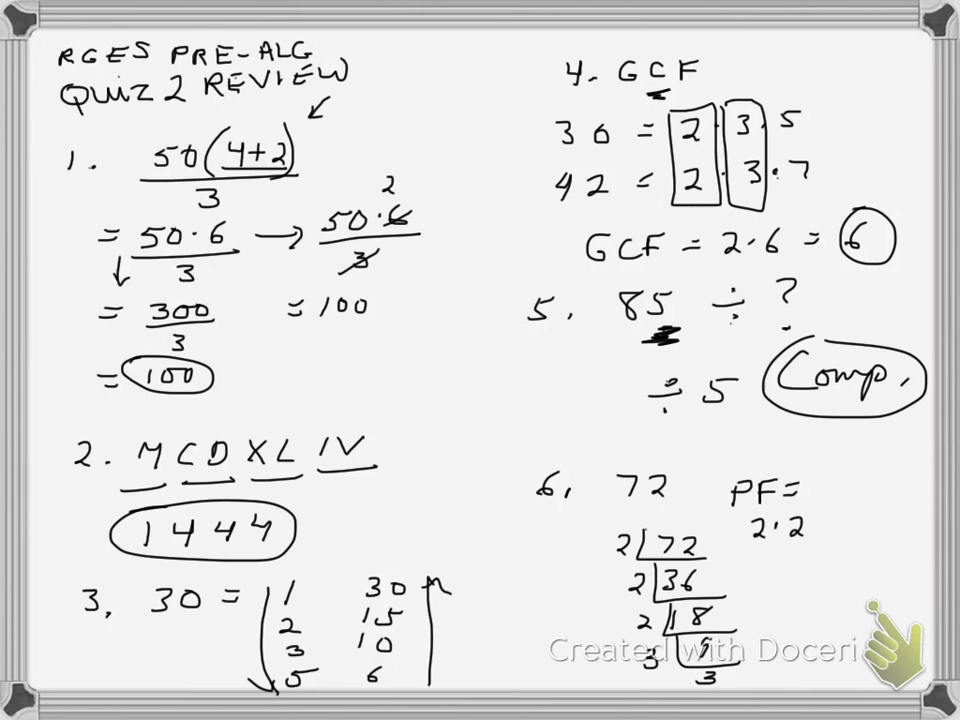 RGES PRE-ALG
QUIZ 2 REVIEW
1. 50(4+2)
3
= 50·6 → 50·6 2
3 3
= 300 = 100
3
= 100
2. M CD XL IV
1444
3. 30 = 1 30
2 15
3 10
5 6
4. GCF
30 = 2·3·5
42 = 2·3·7
GCF = 2·6 = 6
5. 85 ÷ ?
÷ 5 Comp.
6. 72 PF=
2·2
2 72
2 36
2 18
3 9
3
Created with Doceri